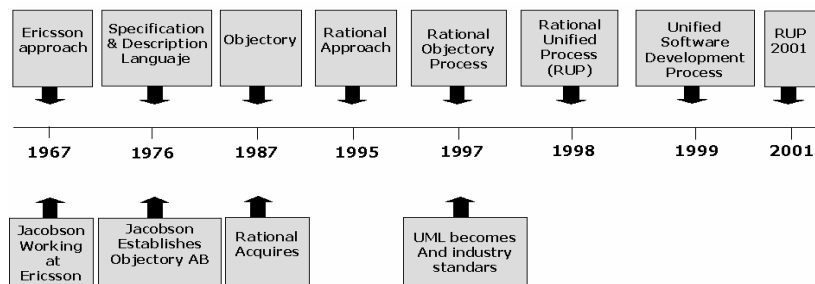 Ericsson
approach
Specification
& Description
Languaje
Objectory
Rational
Approach
Rational
Objectory
Process
Rational
Unified
Process
(RUP)
Unified
Software
Development
Process
RUP
2001
1967
1976
1987
1995
1997
1998
1999
2001
Jacobson
Working
at
Ericsson
Jacobson
Establishes
Objectory AB
Rational
Acquires
UML becomes
And industry
standars